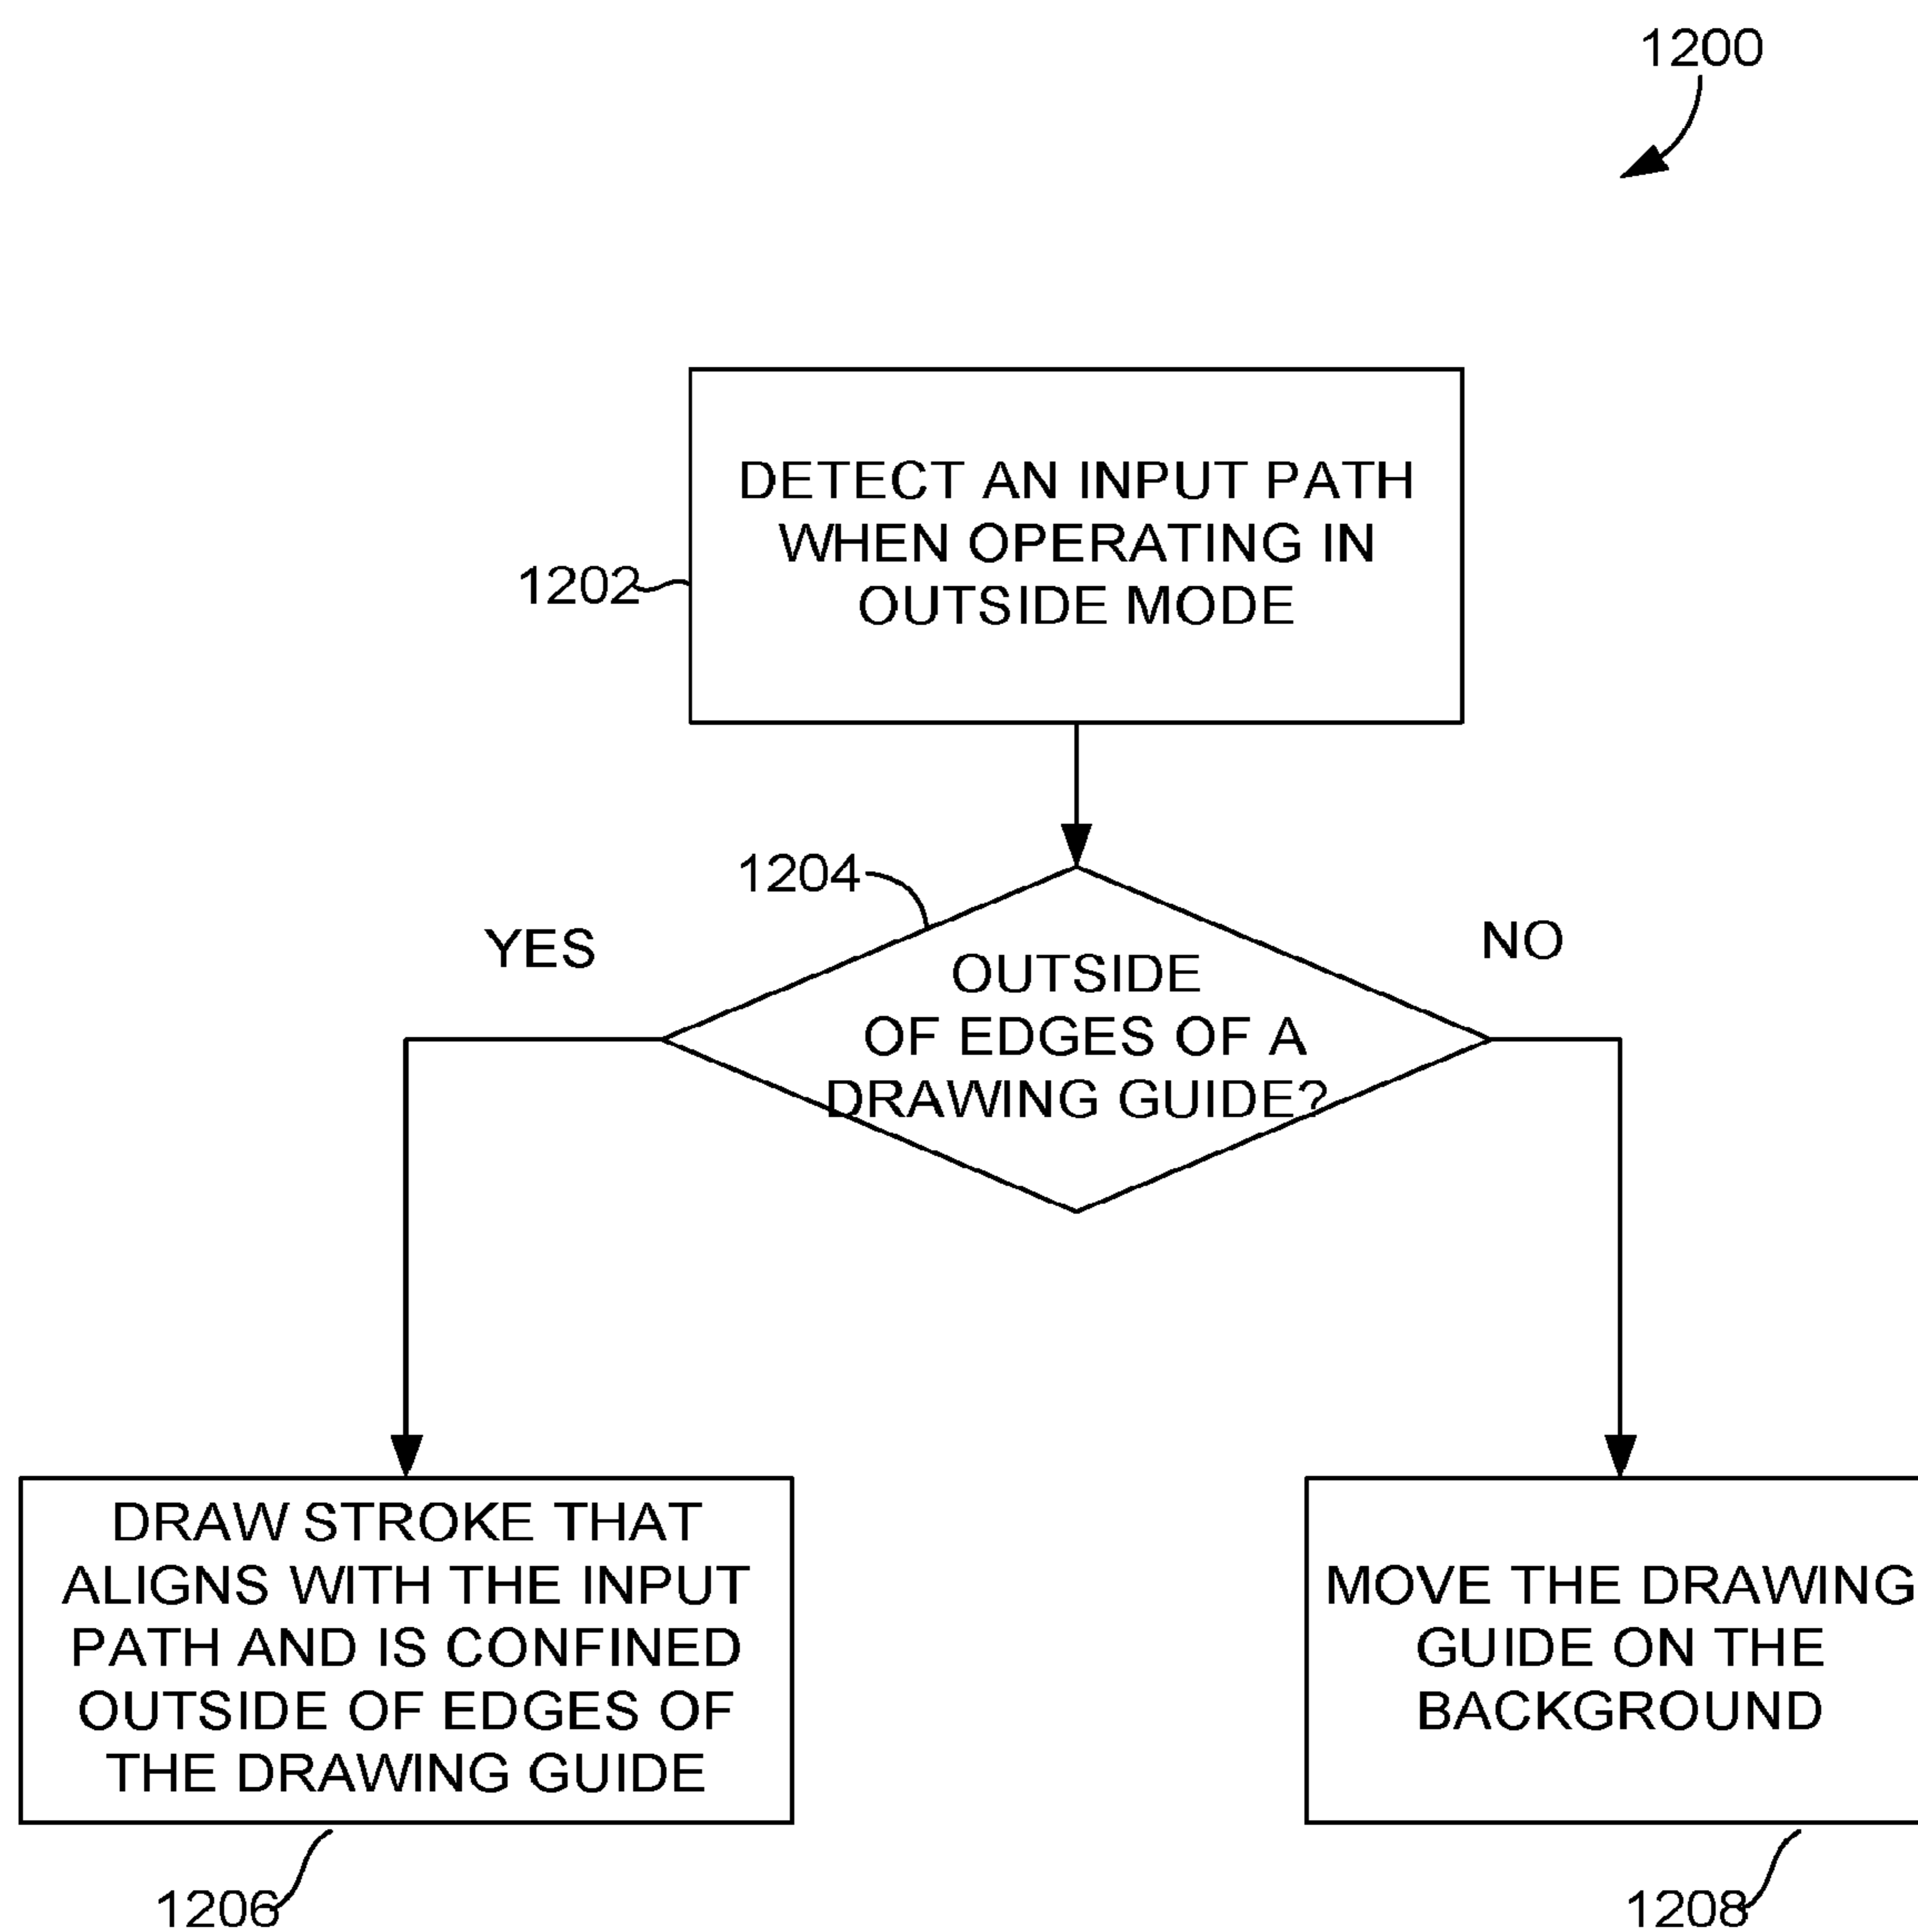 1200
DETECT AN INPUT PATH
WHEN OPERATING IN
OUTSIDE MODE
1202
1204
YES
NO
OUTSIDE
OF EDGES OF A
DRAWING GUIDE?
DRAW STROKE THAT
ALIGNS WITH THE INPUT
PATH AND IS CONFINED
OUTSIDE OF EDGES OF
THE DRAWING GUIDE
MOVE THE DRAWING
GUIDE ON THE
BACKGROUND
1206
1208